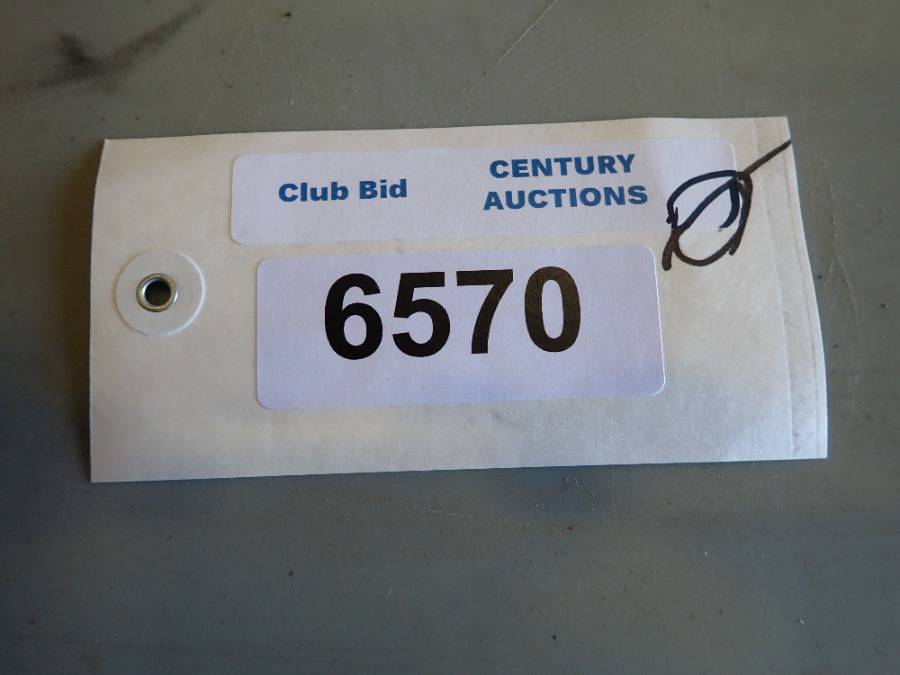 Club Bid
CENTURY
AUCTIONS
6570